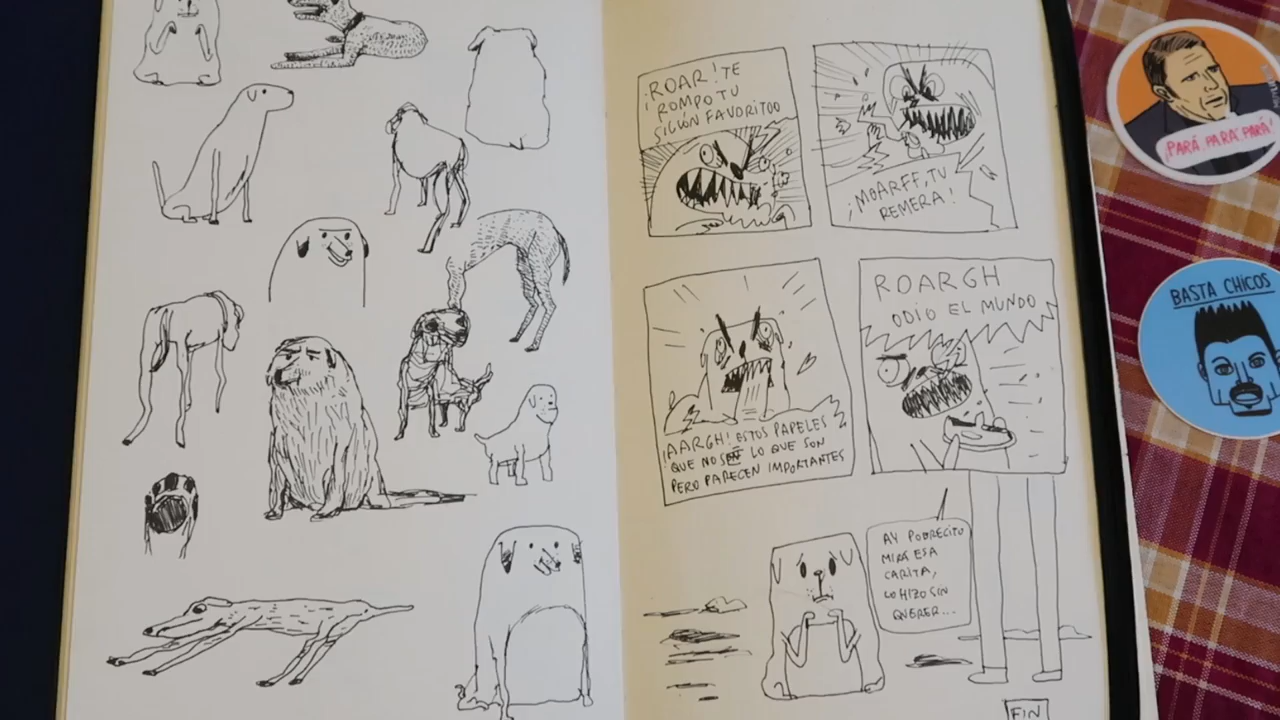 ¡ROAR! TE
ROMPO TU
SILLÓN FAVORITOO
¡MOARFF, TU
REMERA!
¡AARGH! ESTOS PAPELES
QUE NO SÉ LO QUE SON
PERO PARECEN IMPORTANTES
ROARGH
ODIO EL MUNDO
AY POBRECITO
MIRÁ ESA
CARITA,
LO HIZO SIN
QUERER...
FIN
¡PARÁ, PARÁ, PARÁ!
BASTA CHICOS